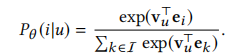 P_θ(i|u) = exp(v_u^⊤ e_i) / ∑_{k∈I} exp(v_u^⊤ e_k).